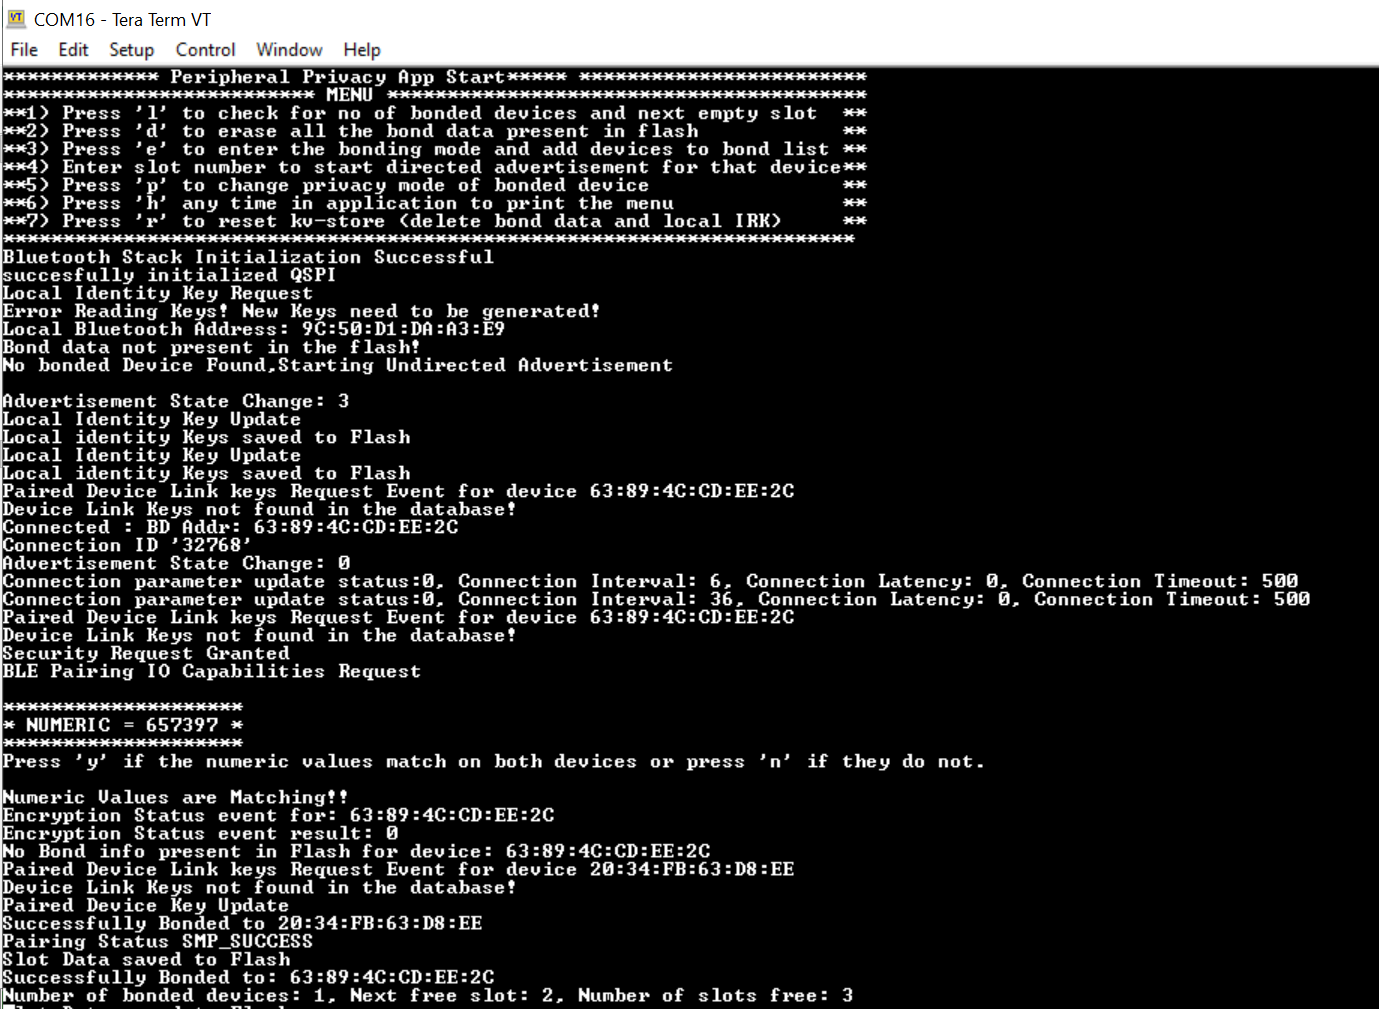 COM16 - Tera Term VT
File Edit Setup Control Window Help
************* Peripheral Privacy App Start***** ************************
************************** MENU ****************************************
**1) Press 'l' to check for no of bonded devices and next empty slot **
**2) Press 'd' to erase all the bond data present in flash **
**3) Press 'e' to enter the bonding mode and add devices to bond list **
**4) Enter slot number to start directed advertisement for that device**
**5) Press 'p' to change privacy mode of bonded device **
**6) Press 'h' any time in application to print the menu **
**7) Press 'r' to reset kv-store (delete bond data and local IRK) **
***********************************************************************
Bluetooth Stack Initialization Successful
succesfully initialized QSPI
Local Identity Key Request
Error Reading Keys! New Keys need to be generated!
Local Bluetooth Address: 9C:50:D1:DA:A3:E9
Bond data not present in the flash!
No bonded Device Found,Starting Undirected Advertisement
Advertisement State Change: 3
Local Identity Key Update
Local identity Keys saved to Flash
Local Identity Key Update
Local identity Keys saved to Flash
Paired Device Link keys Request Event for device 63:89:4C:CD:EE:2C
Device Link Keys not found in the database!
Connected : BD Addr: 63:89:4C:CD:EE:2C
Connection ID '32768'
Advertisement State Change: 0
Connection parameter update status:0, Connection Interval: 6, Connection Latency: 0, Connection Timeout: 500
Connection parameter update status:0, Connection Interval: 36, Connection Latency: 0, Connection Timeout: 500
Paired Device Link keys Request Event for device 63:89:4C:CD:EE:2C
Device Link Keys not found in the database!
Security Request Granted
BLE Pairing IO Capabilities Request
********************
* NUMERIC = 657397 *
********************
Press 'y' if the numeric values match on both devices or press 'n' if they do not.
Numeric Values are Matching!!
Encryption Status event for: 63:89:4C:CD:EE:2C
Encryption Status event result: 0
No Bond info present in Flash for device: 63:89:4C:CD:EE:2C
Paired Device Link keys Request Event for device 20:34:FB:63:D8:EE
Device Link Keys not found in the database!
Paired Device Key Update
Successfully Bonded to 20:34:FB:63:D8:EE
Pairing Status SMP_SUCCESS
Slot Data saved to Flash
Successfully Bonded to: 63:89:4C:CD:EE:2C
Number of bonded devices: 1, Next free slot: 2, Number of slots free: 3